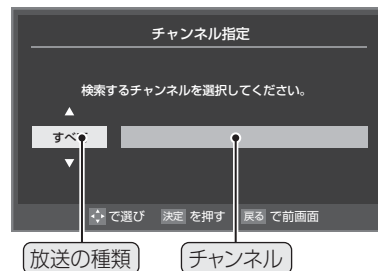 チャンネル指定
検索するチャンネルを選択してください。
すべて
で選び 決定 を押す 戻る で前画面
放送の種類 チャンネル